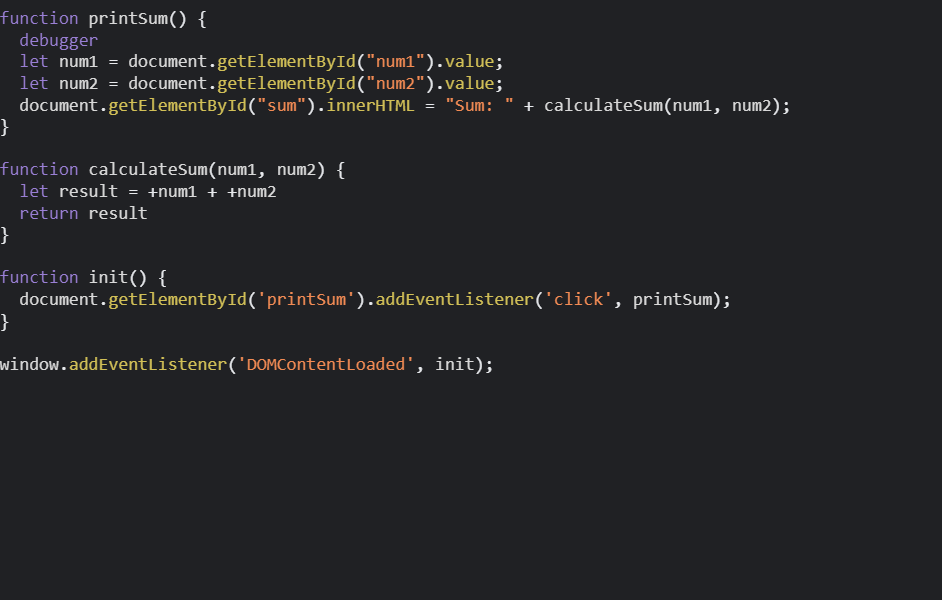 function printSum() {
  debugger
  let num1 = document.getElementById("num1").value;
  let num2 = document.getElementById("num2").value;
  document.getElementById("sum").innerHTML = "Sum: " + calculateSum(num1, num2);
}

function calculateSum(num1, num2) {
  let result = +num1 + +num2
  return result
}

function init() {
  document.getElementById('printSum').addEventListener('click', printSum);
}

window.addEventListener('DOMContentLoaded', init);